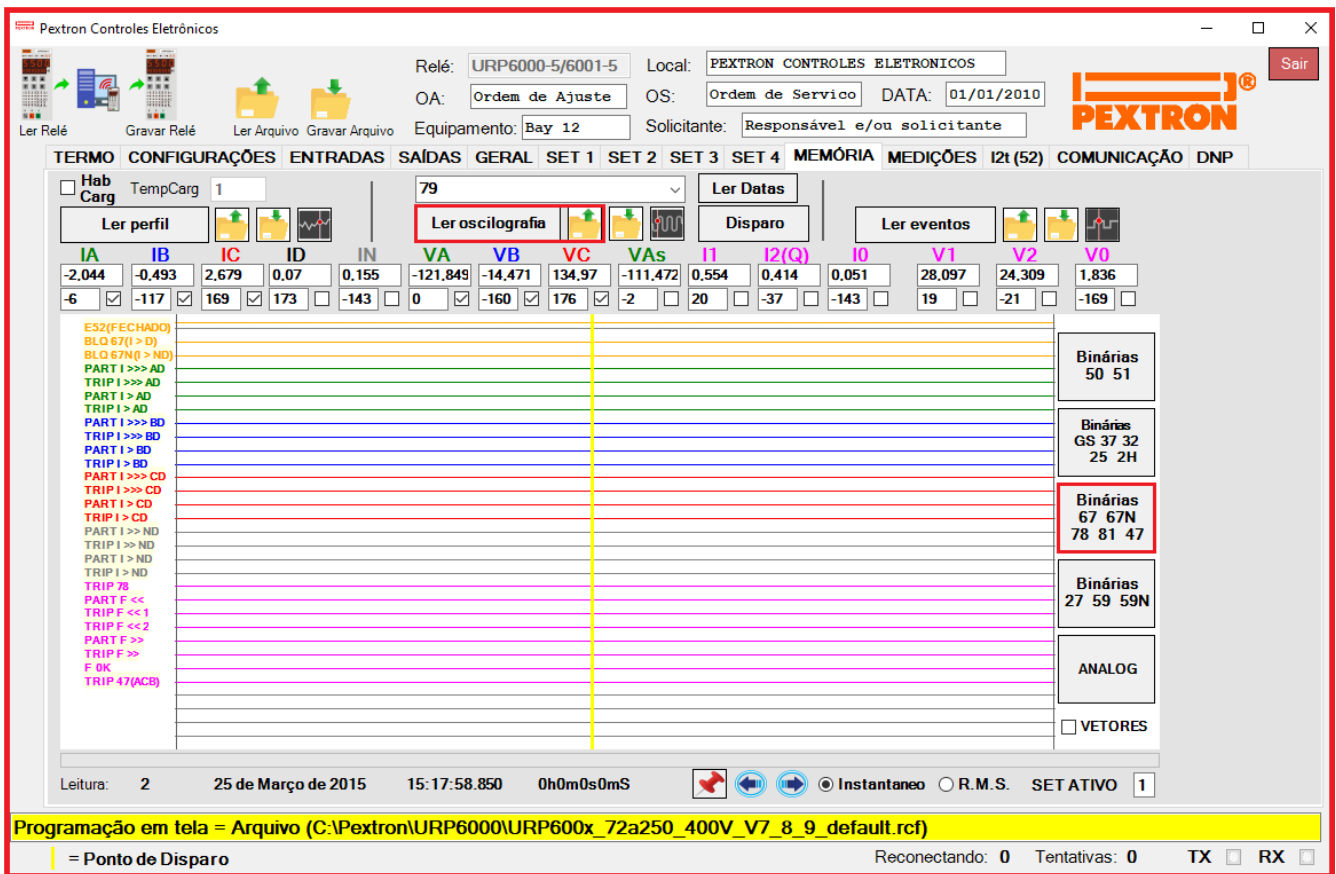 PEXTRON Pextron Controles Eletrônicos
Relé: URP6000-5/6001-5 Local: PEXTRON CONTROLES ELETRONICOS Sair
OA: Ordem de Ajuste OS: Ordem de Servico DATA: 01/01/2010
Ler Relé Gravar Relé Ler Arquivo Gravar Arquivo Equipamento: Bay 12 Solicitante: Responsável e/ou solicitante PEXTRON®
TERMO CONFIGURAÇÕES ENTRADAS SAÍDAS GERAL SET 1 SET 2 SET 3 SET 4 MEMÓRIA MEDIÇÕES I2t (52) COMUNICAÇÃO DNP
Hab Carg TempCarg 1 79 Ler Datas
Ler perfil Ler oscilografia Disparo Ler eventos
IA IB IC ID IN VA VB VC VAs I1 I2(Q) I0 V1 V2 V0
-2,044 -0,493 2,679 0,07 0,155 -121,849 -14,471 134,97 -111,472 0,554 0,414 0,051 28,097 24,309 1,836
-6 -117 169 173 -143 0 -160 176 -2 20 -37 -143 19 -21 -169
E52(FECHADO)
BLQ 67(I > D)
BLQ 67N(I > ND)
PART I >>> AD
TRIP I >>> AD
PART I > AD
TRIP I > AD
PART I >>> BD
TRIP I >>> BD
PART I > BD
TRIP I > BD
PART I >>> CD
TRIP I >>> CD
PART I > CD
TRIP I > CD
PART I >> ND
TRIP I >> ND
PART I > ND
TRIP I > ND
TRIP 78
PART F <<
TRIP F << 1
TRIP F << 2
PART F >>
TRIP F >>
F 0K
TRIP 47(ACB)
Binárias
50 51
Binárias
GS 37 32
25 2H
Binárias
67 67N
78 81 47
Binárias
27 59 59N
ANALOG
VETORES
Leitura: 2 25 de Março de 2015 15:17:58.850 0h0m0s0mS Instantaneo R.M.S. SET ATIVO 1
Programação em tela = Arquivo (C:\Pextron\URP6000\URP600x_72a250_400V_V7_8_9_default.rcf)
= Ponto de Disparo Reconectando: 0 Tentativas: 0 TX RX